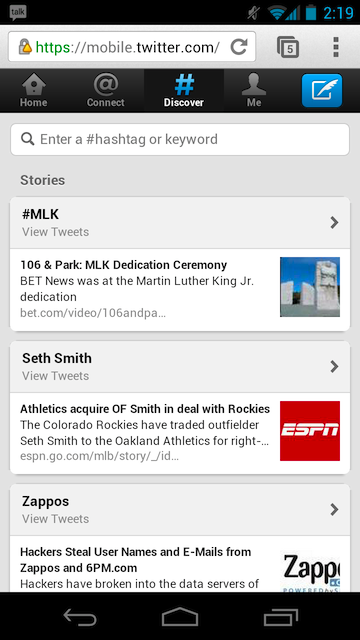 talk
2:19
https://mobile.twitter.com/
5
Home
Connect
Discover
Me
Enter a #hashtag or keyword
Stories
#MLK
View Tweets
106 & Park: MLK Dedication Ceremony
BET News was at the Martin Luther King Jr.
dedication
bet.com/video/106andpa…
Seth Smith
View Tweets
Athletics acquire OF Smith in deal with Rockies
The Colorado Rockies have traded outfielder
Seth Smith to the Oakland Athletics for right-…
espn.go.com/mlb/story/_/id…
ESPN
Zappos
View Tweets
Hackers Steal User Names and E-Mails from
Zappos and 6PM.com
Hackers have broken into the data servers of
Zappo
POWERED by S